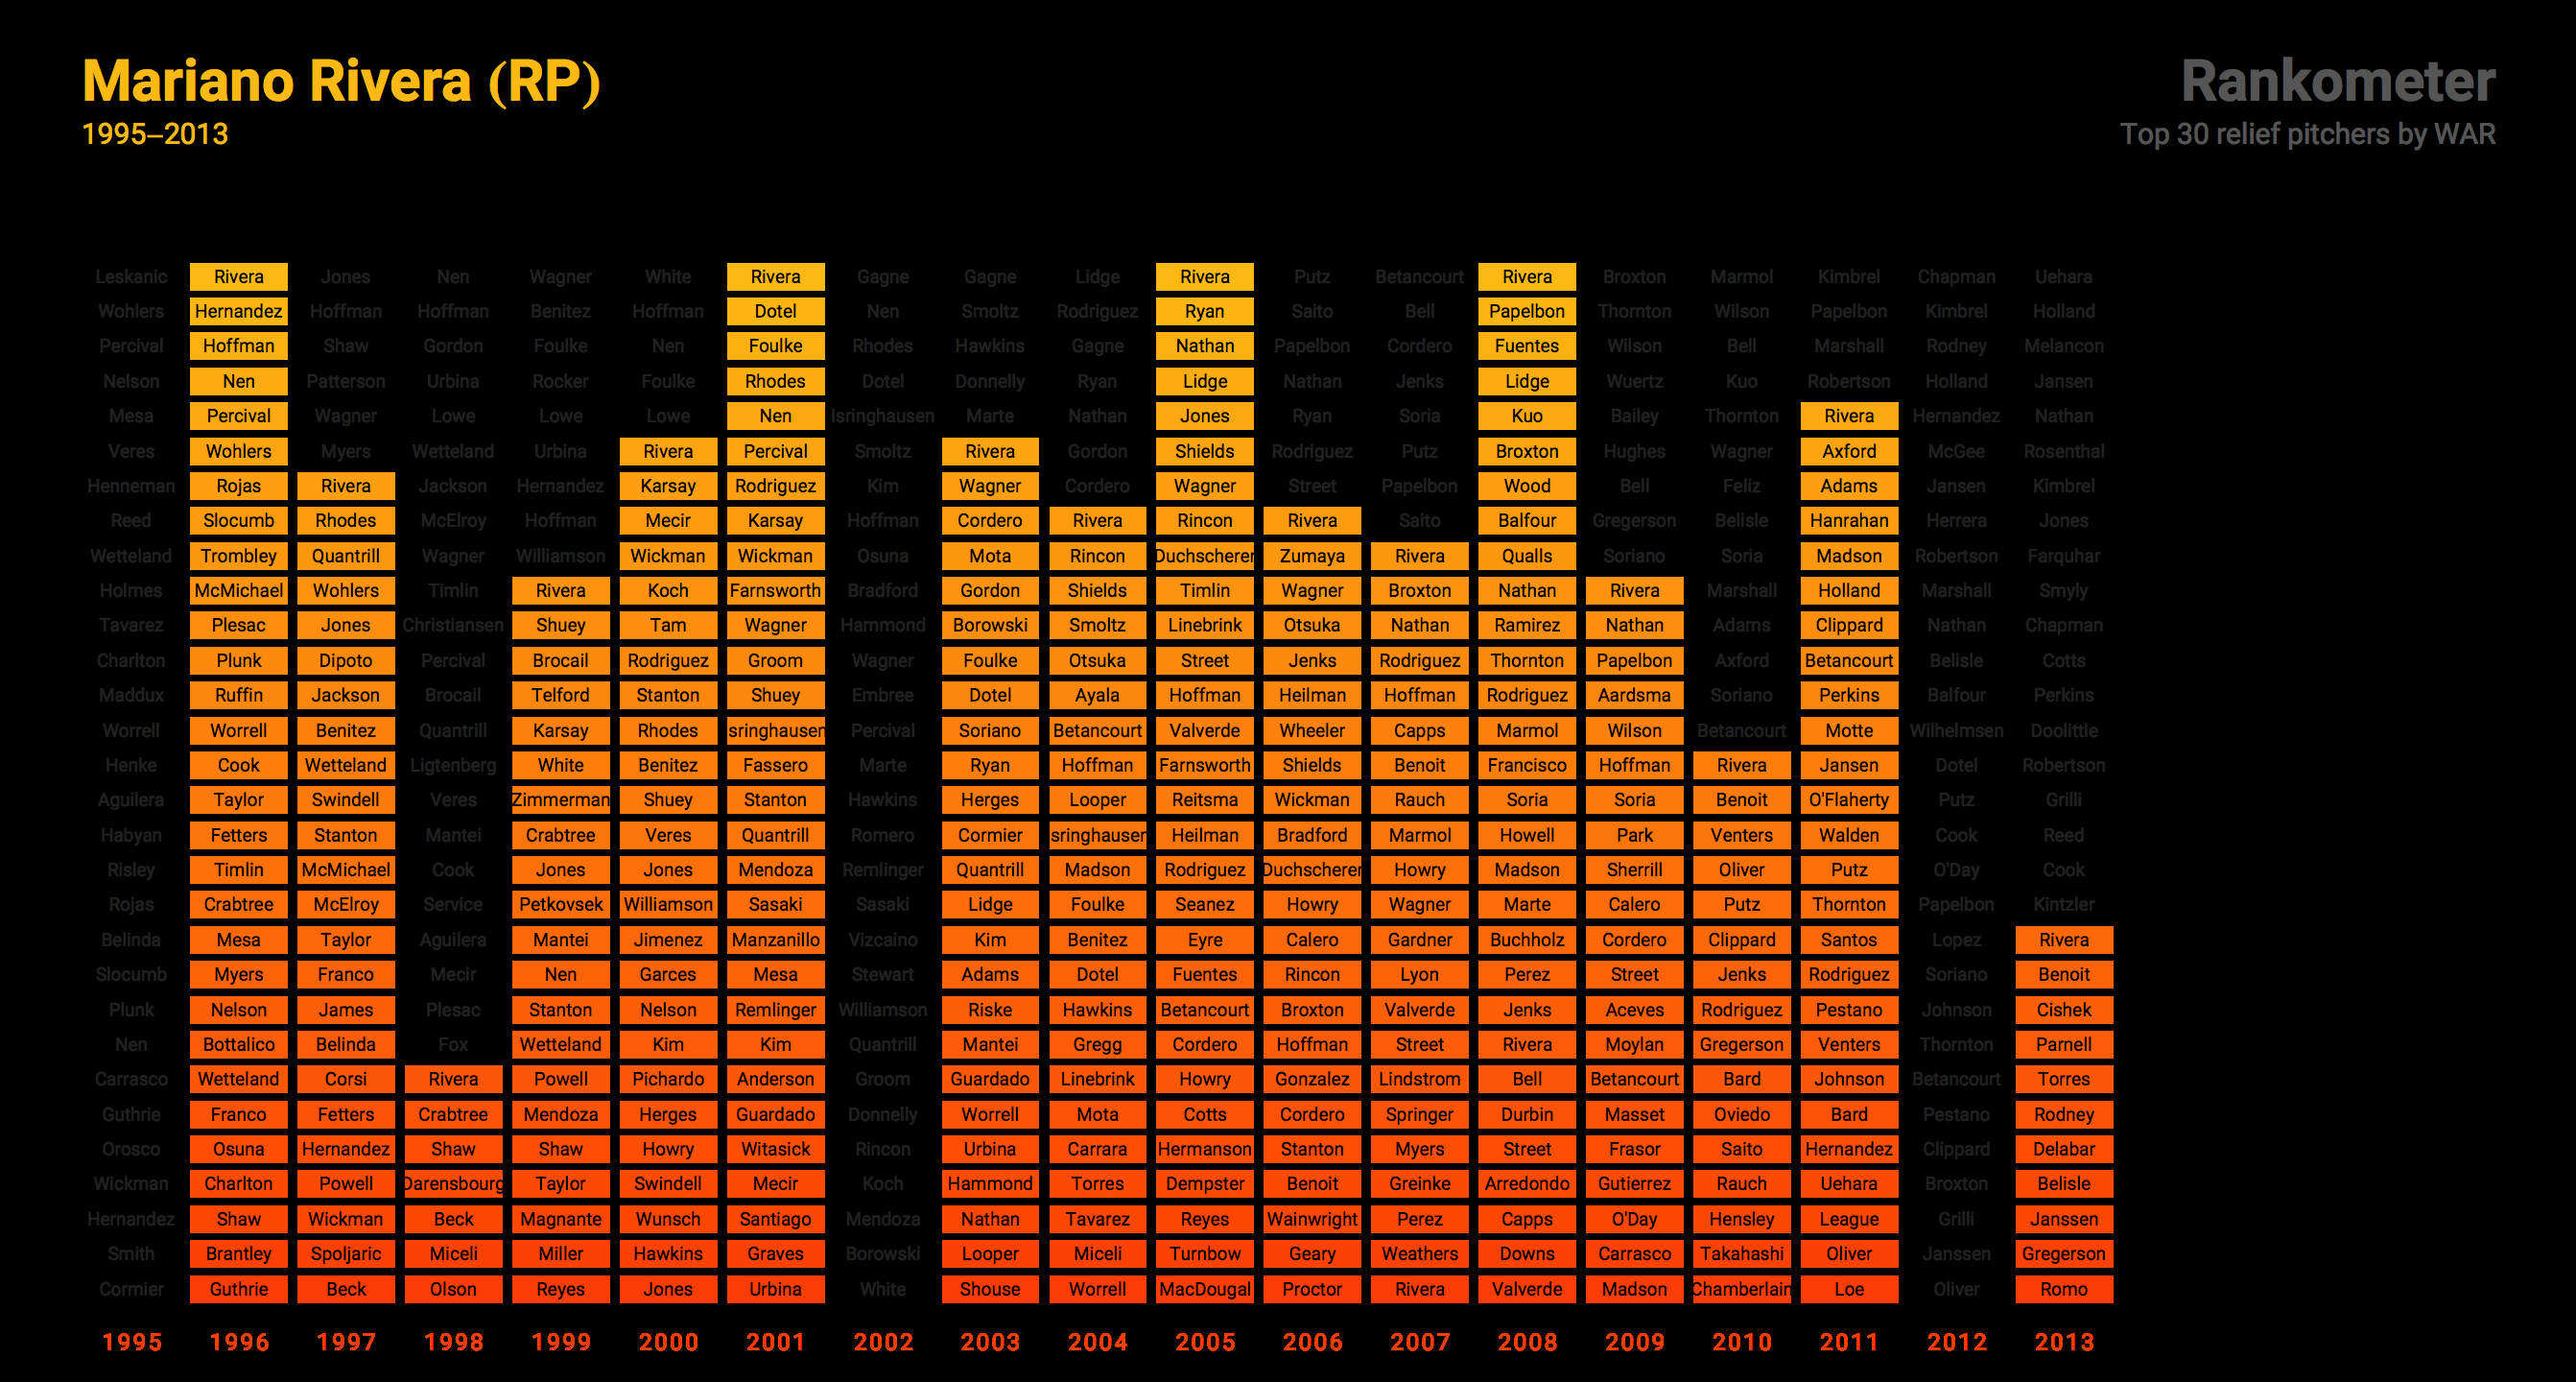 Mariano Rivera (RP)
1995–2013
Rankometer
Top 30 relief pitchers by WAR
Leskanic Rivera Jones Nen Wagner White Rivera Gagne Gagne Lidge Rivera Putz Betancourt Rivera Broxton Marmol Kimbrel Chapman Uehara
Wohlers Hernandez Hoffman Hoffman Benitez Hoffman Dotel Nen Smoltz Rodriguez Ryan Saito Bell Papelbon Thornton Wilson Papelbon Kimbrel Holland
Percival Hoffman Shaw Gordon Foulke Nen Foulke Rhodes Hawkins Gagne Nathan Papelbon Cordero Fuentes Wilson Bell Marshall Rodney Melancon
Nelson Nen Patterson Urbina Rocker Foulke Rhodes Dotel Donnelly Ryan Lidge Nathan Jenks Lidge Wuertz Kuo Robertson Holland Jansen
Mesa Percival Wagner Lowe Lowe Lowe Nen Isringhausen Marte Nathan Jones Ryan Soria Kuo Bailey Thornton Rivera Hernandez Nathan
Veres Wohlers Myers Wetteland Urbina Rivera Percival Smoltz Rivera Gordon Shields Rodriguez Putz Broxton Hughes Wagner Axford McGee Rosenthal
Henneman Rojas Rivera Jackson Hernandez Karsay Rodriguez Kim Wagner Cordero Wagner Street Papelbon Wood Bell Feliz Adams Jansen Kimbrel
Reed Slocumb Rhodes McElroy Hoffman Mecir Karsay Hoffman Cordero Rivera Rincon Rivera Saito Balfour Gregerson Belisle Hanrahan Herrera Jones
Wetteland Trombley Quantrill Wagner Williamson Wickman Wickman Osuna Mota Rincon Duchscherer Zumaya Rivera Qualls Soriano Soria Madson Robertson Farquhar
Holmes McMichael Wohlers Timlin Rivera Koch Farnsworth Bradford Gordon Shields Timlin Wagner Broxton Nathan Rivera Marshall Holland Marshall Smyly
Tavarez Plesac Jones Christiansen Shuey Tam Wagner Hammond Borowski Smoltz Linebrink Otsuka Nathan Ramirez Nathan Adams Clippard Nathan Chapman
Charlton Plunk Dipoto Percival Brocail Rodriguez Groom Wagner Foulke Otsuka Street Jenks Rodriguez Thornton Papelbon Axford Betancourt Belisle Cotts
Maddux Ruffin Jackson Brocail Telford Stanton Shuey Embree Dotel Ayala Hoffman Heilman Hoffman Rodriguez Aardsma Soriano Perkins Balfour Perkins
Worrell Worrell Benitez Quantrill Karsay Rhodes sringhausen Percival Soriano Betancourt Valverde Wheeler Capps Marmol Wilson Betancourt Motte Wilhelmsen Doolittle
Henke Cook Wetteland Ligtenberg White Benitez Fassero Marte Ryan Hoffman Farnsworth Shields Benoit Francisco Hoffman Rivera Jansen Dotel Robertson
Aguilera Taylor Swindell Veres Zimmerman Shuey Stanton Hawkins Herges Looper Reitsma Wickman Rauch Soria Soria Benoit O'Flaherty Putz Grilli
Habyan Fetters Stanton Mantei Crabtree Veres Quantrill Romero Cormier sringhausen Heilman Bradford Marmol Howell Park Venters Walden Cook Reed
Risley Timlin McMichael Cook Jones Jones Mendoza Remlinger Quantrill Madson Rodriguez Duchscherer Howry Madson Sherrill Oliver Putz O'Day Cook
Rojas Crabtree McElroy Service Petkovsek Williamson Sasaki Sasaki Lidge Foulke Seanez Howry Wagner Marte Calero Putz Thornton Papelbon Kintzler
Belinda Mesa Taylor Aguilera Mantei Jimenez Manzanillo Vizcaino Kim Benitez Eyre Calero Gardner Buchholz Cordero Clippard Santos Lopez Rivera
Slocumb Myers Franco Mecir Nen Garces Mesa Stewart Adams Dotel Fuentes Rincon Lyon Perez Street Jenks Rodriguez Soriano Benoit
Plunk Nelson James Plesac Stanton Nelson Remlinger Williamson Riske Hawkins Betancourt Broxton Valverde Jenks Aceves Rodriguez Pestano Johnson Cishek
Nen Bottalico Belinda Fox Wetteland Kim Kim Quantrill Mantei Gregg Cordero Hoffman Street Rivera Moylan Gregerson Venters Thornton Parnell
Carrasco Wetteland Corsi Rivera Powell Pichardo Anderson Groom Guardado Linebrink Howry Gonzalez Lindstrom Bell Betancourt Bard Johnson Betancourt Torres
Guthrie Franco Fetters Crabtree Mendoza Herges Guardado Donnelly Worrell Mota Cotts Cordero Springer Durbin Masset Oviedo Bard Pestano Rodney
Orosco Osuna Hernandez Shaw Shaw Howry Witasick Rincon Urbina Carrara Hermanson Stanton Myers Street Frasor Saito Hernandez Clippard Delabar
Wickman Charlton Powell Darensbourg Taylor Swindell Mecir Koch Hammond Torres Dempster Benoit Greinke Arredondo Gutierrez Rauch Uehara Broxton Belisle
Hernandez Shaw Wickman Beck Magnante Wunsch Santiago Mendoza Nathan Tavarez Reyes Wainwright Perez Capps O'Day Hensley League Grilli Janssen
Smith Brantley Spoljaric Miceli Miller Hawkins Graves Borowski Looper Miceli Turnbow Geary Weathers Downs Carrasco Takahashi Oliver Janssen Gregerson
Cormier Guthrie Beck Olson Reyes Jones Urbina White Shouse Worrell MacDougal Proctor Rivera Valverde Madson Chamberlain Loe Oliver Romo
1995 1996 1997 1998 1999 2000 2001 2002 2003 2004 2005 2006 2007 2008 2009 2010 2011 2012 2013